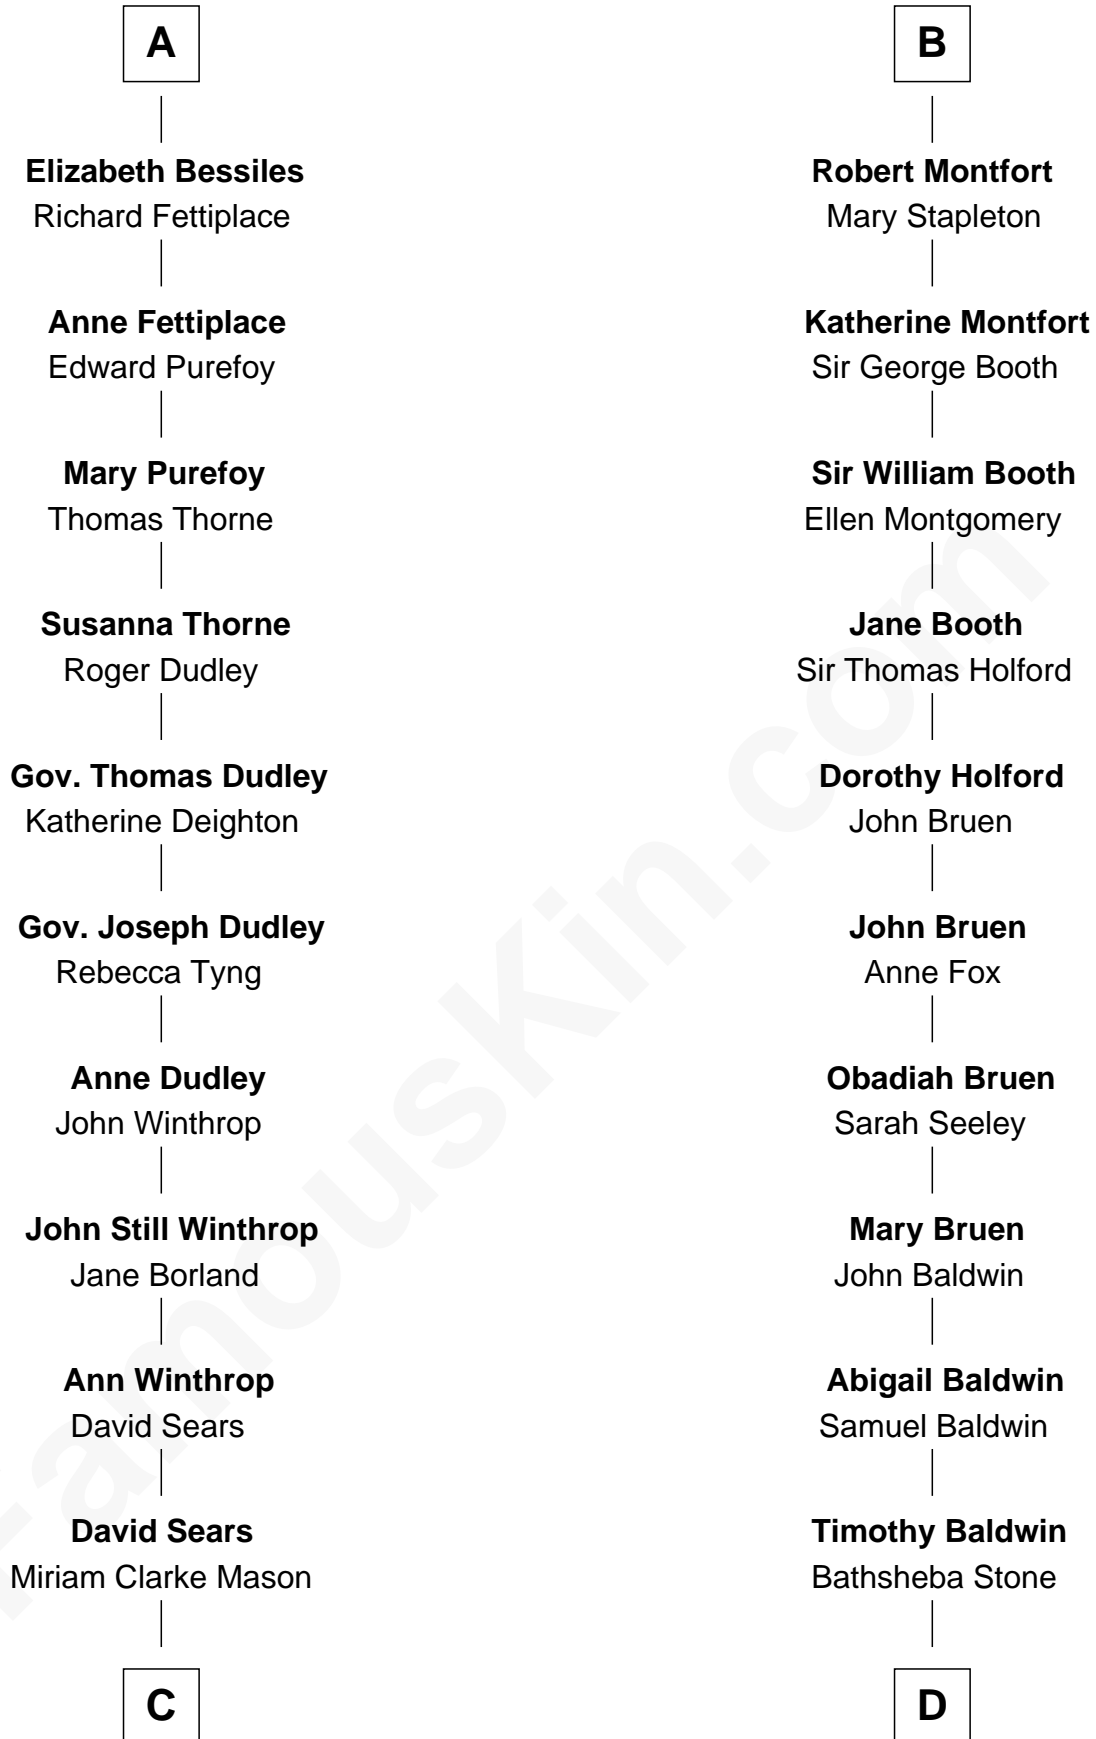 A
Elizabeth Bessiles
Richard Fettiplace
Anne Fettiplace
Edward Purefoy
Mary Purefoy
Thomas Thorne
Susanna Thorne
Roger Dudley
Gov. Thomas Dudley
Katherine Deighton
Gov. Joseph Dudley
Rebecca Tyng
Anne Dudley
John Winthrop
John Still Winthrop
Jane Borland
Ann Winthrop
David Sears
David Sears
Miriam Clarke Mason
C
B
Robert Montfort
Mary Stapleton
Katherine Montfort
Sir George Booth
Sir William Booth
Ellen Montgomery
Jane Booth
Sir Thomas Holford
Dorothy Holford
John Bruen
John Bruen
Anne Fox
Obadiah Bruen
Sarah Seeley
Mary Bruen
John Baldwin
Abigail Baldwin
Samuel Baldwin
Timothy Baldwin
Bathsheba Stone
D
FamousKin.com